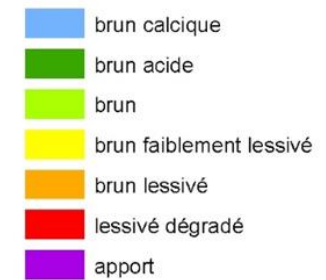 brun calcique
brun acide
brun
brun faiblement lessivé
brun lessivé
lessivé dégradé
apport